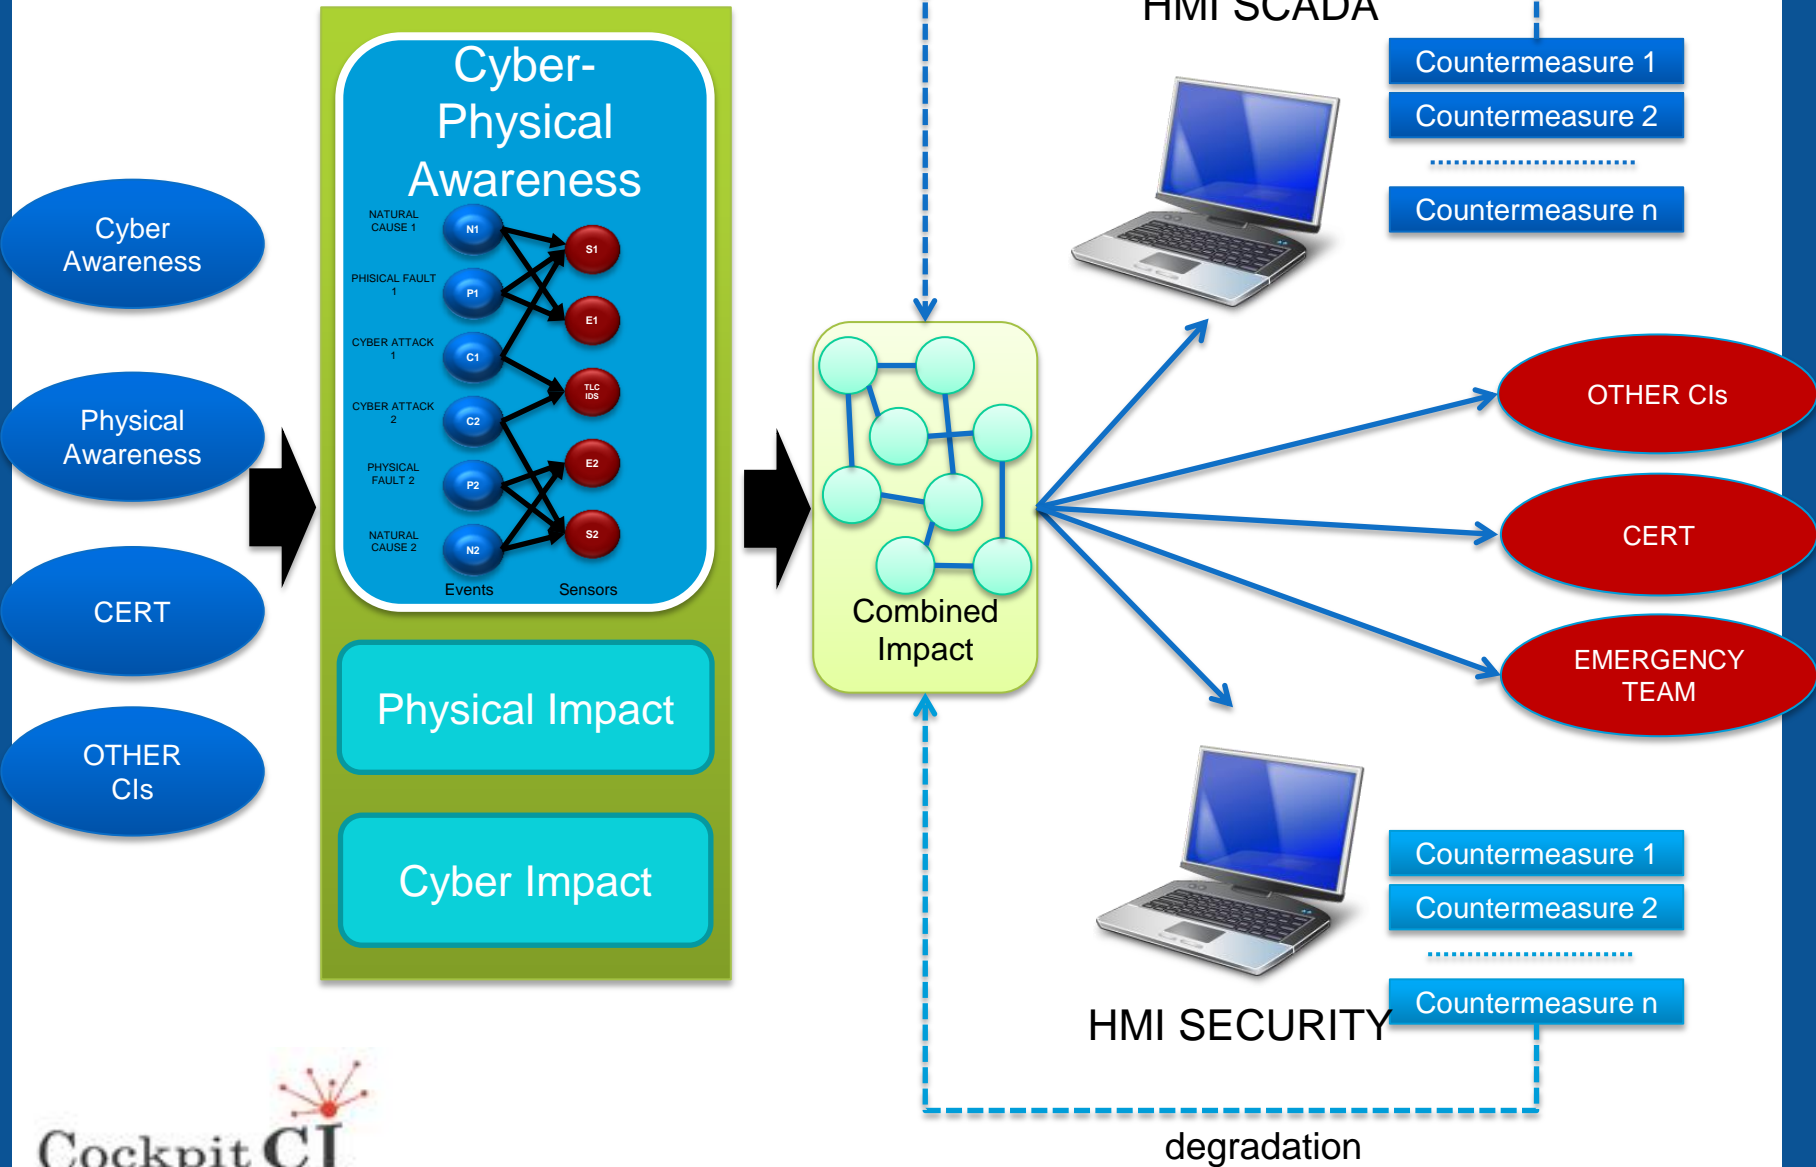 HMI SCADA
Countermeasure 1
Countermeasure 2
Countermeasure n
Cyber
Awareness
Physical
Awareness
CERT
OTHER
CIs
Cyber-
Physical
Awareness
NATURAL
CAUSE 1
N1
S1
PHISICAL FAULT
1
P1
E1
CYBER ATTACK
1
C1
TLC
IDS
CYBER ATTACK
2
C2
E2
PHYSICAL
FAULT 2
P2
S2
NATURAL
CAUSE 2
N2
Events
Sensors
Physical Impact
Cyber Impact
Combined
Impact
OTHER CIs
CERT
EMERGENCY
TEAM
Countermeasure 1
Countermeasure 2
Countermeasure n
HMI SECURITY
degradation
Cockpit CI